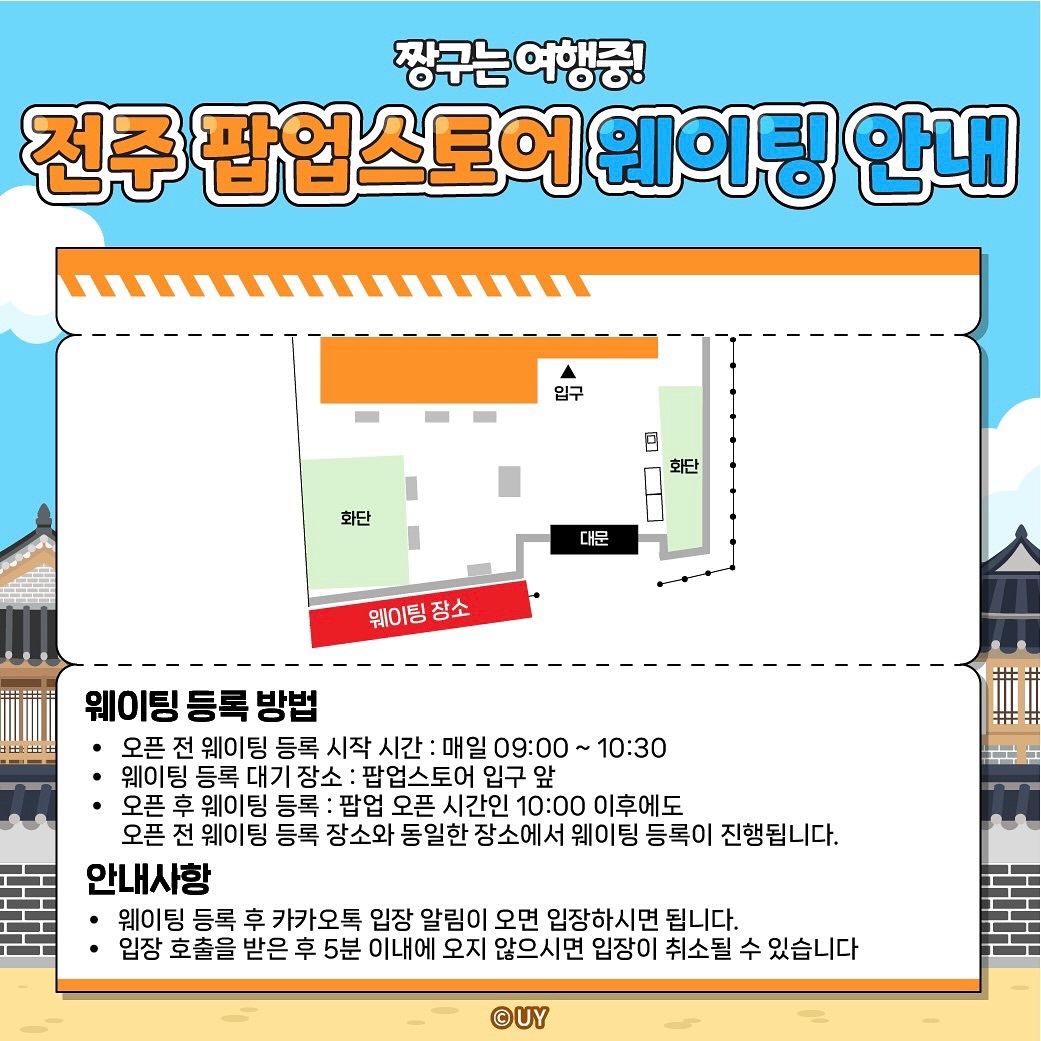 짱구는 여행중!
전주 팝업스토어 웨이팅 안내
입구
화단
화단
대문
웨이팅 장소
웨이팅 등록 방법
• 오픈 전 웨이팅 등록 시작 시간 : 매일 09:00 ~ 10:30
• 웨이팅 등록 대기 장소 : 팝업스토어 입구 앞
• 오픈 후 웨이팅 등록 : 팝업 오픈 시간인 10:00 이후에도
오픈 전 웨이팅 등록 장소와 동일한 장소에서 웨이팅 등록이 진행됩니다.
안내사항
• 웨이팅 등록 후 카카오톡 입장 알림이 오면 입장하시면 됩니다.
• 입장 호출을 받은 후 5분 이내에 오지 않으시면 입장이 취소될 수 있습니다
©UY